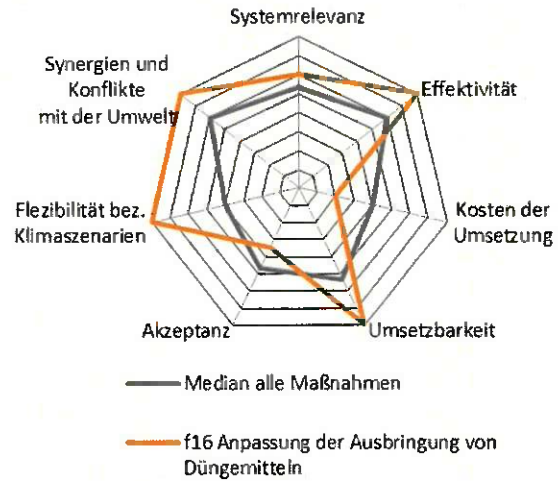 Systemrelevanz
Synergien und
Konflikte
mit der Umwelt
Effektivität
Flezibilität bez.
Klimaszenarien
Kosten der
Umsetzung
Akzeptanz
Umsetzbarkeit
Median alle Maßnahmen
f16 Anpassung der Ausbringung von
Düngemitteln